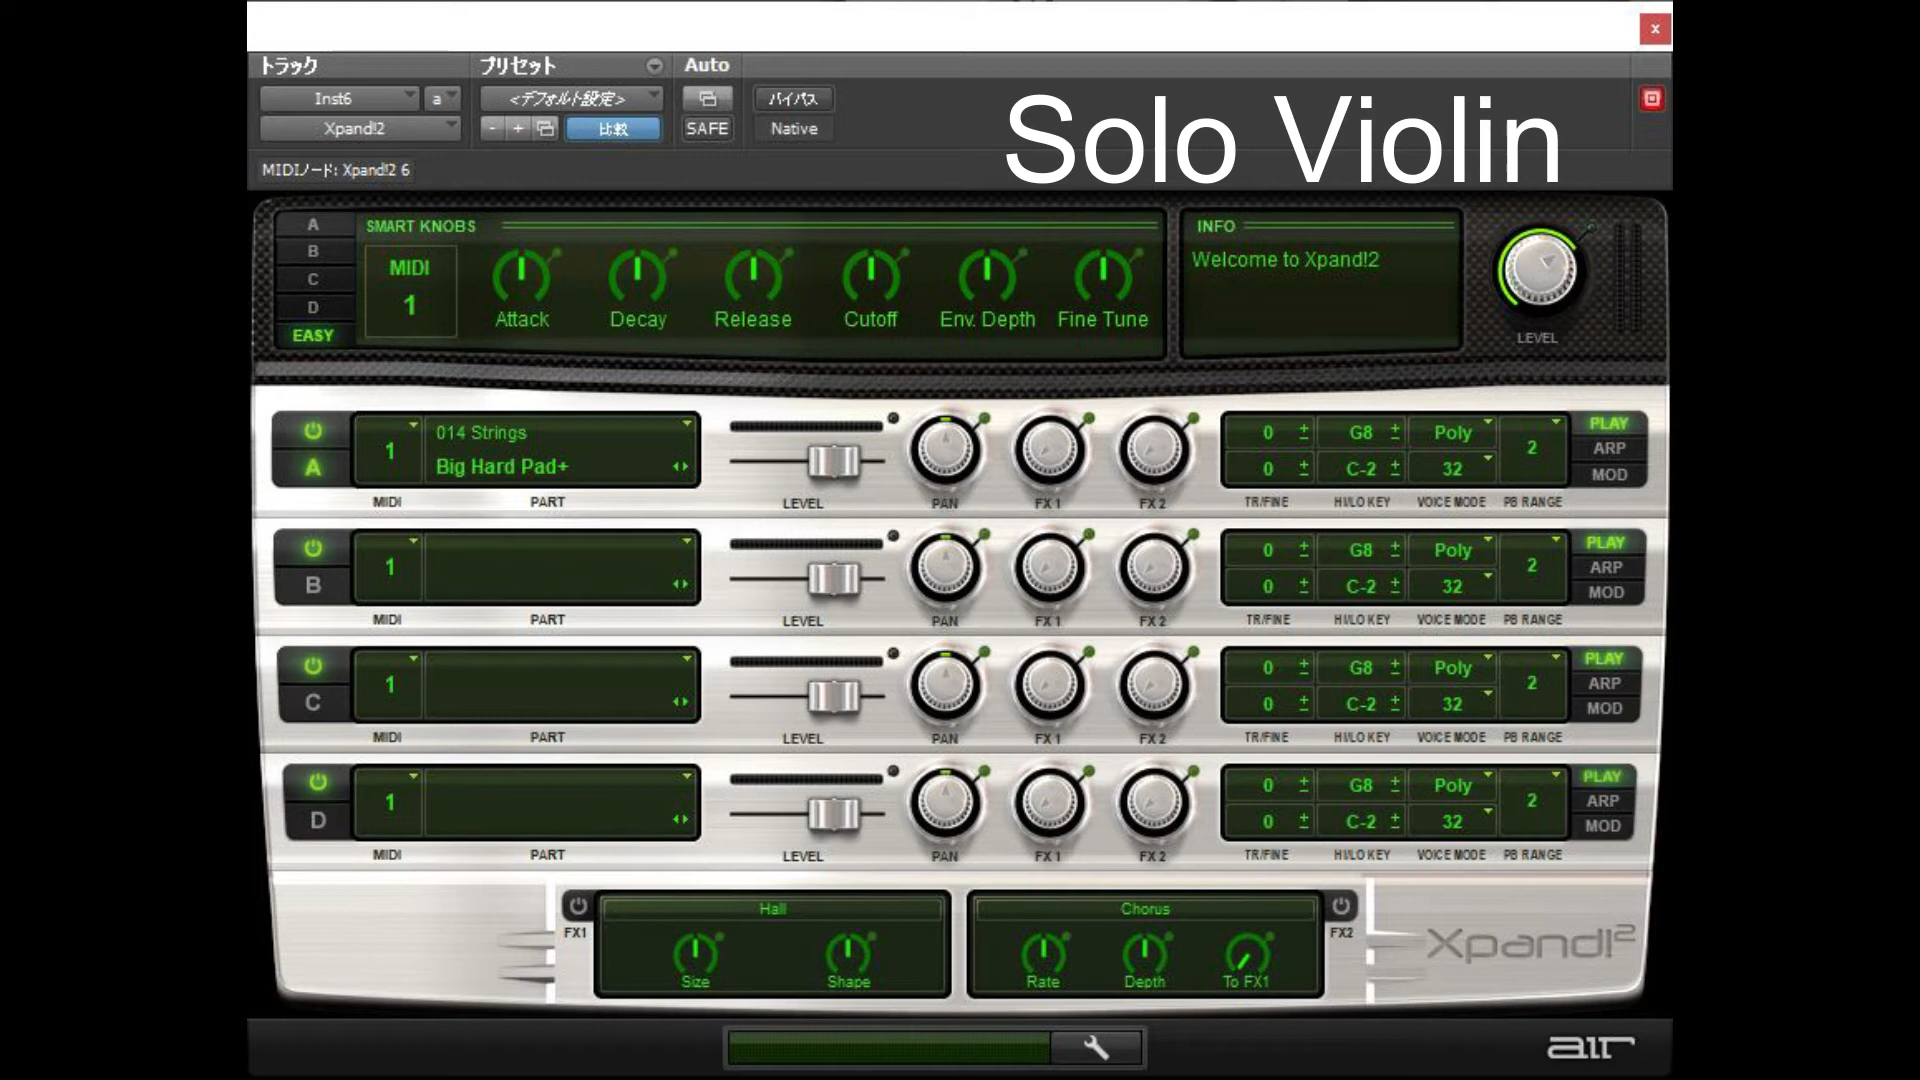 x
トラック
プリセット
Auto
Inst6
a
<デフォルト設定>
バイパス
Xpand!2
-
+
比較
SAFE
Native
Solo Violin
MIDIノード: Xpand!2 6
A
B
C
D
EASY
SMART KNOBS
MIDI
1
Attack
Decay
Release
Cutoff
Env. Depth
Fine Tune
INFO
Welcome to Xpand!2
LEVEL
A
1
014 Strings
Big Hard Pad+
0 ± G8 ± Poly
0 ± C-2 ± 32
2
PLAY
ARP
MOD
MIDI PART LEVEL PAN FX 1 FX 2 TR/FINE HI/LO KEY VOICE MODE PB RANGE
B
1
0 ± G8 ± Poly
0 ± C-2 ± 32
2
PLAY
ARP
MOD
MIDI PART LEVEL PAN FX 1 FX 2 TR/FINE HI/LO KEY VOICE MODE PB RANGE
C
1
0 ± G8 ± Poly
0 ± C-2 ± 32
2
PLAY
ARP
MOD
MIDI PART LEVEL PAN FX 1 FX 2 TR/FINE HI/LO KEY VOICE MODE PB RANGE
D
1
0 ± G8 ± Poly
0 ± C-2 ± 32
2
PLAY
ARP
MOD
MIDI PART LEVEL PAN FX 1 FX 2 TR/FINE HI/LO KEY VOICE MODE PB RANGE
FX1
Hall
Size
Shape
Chorus
Rate
Depth
To FX1
FX2
Xpand!2
air